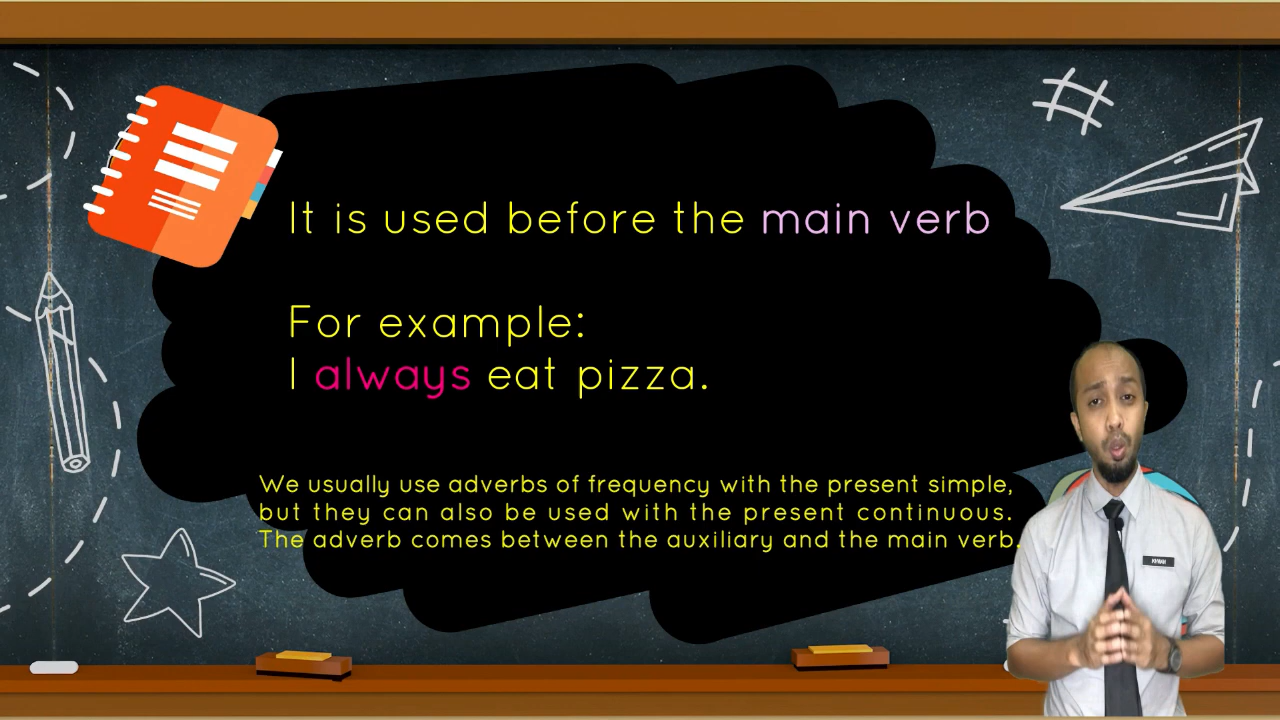 It is used before the main verb
For example:
I always eat pizza.
We usually use adverbs of frequency with the present simple,
but they can also be used with the present continuous.
The adverb comes between the auxiliary and the main verb.